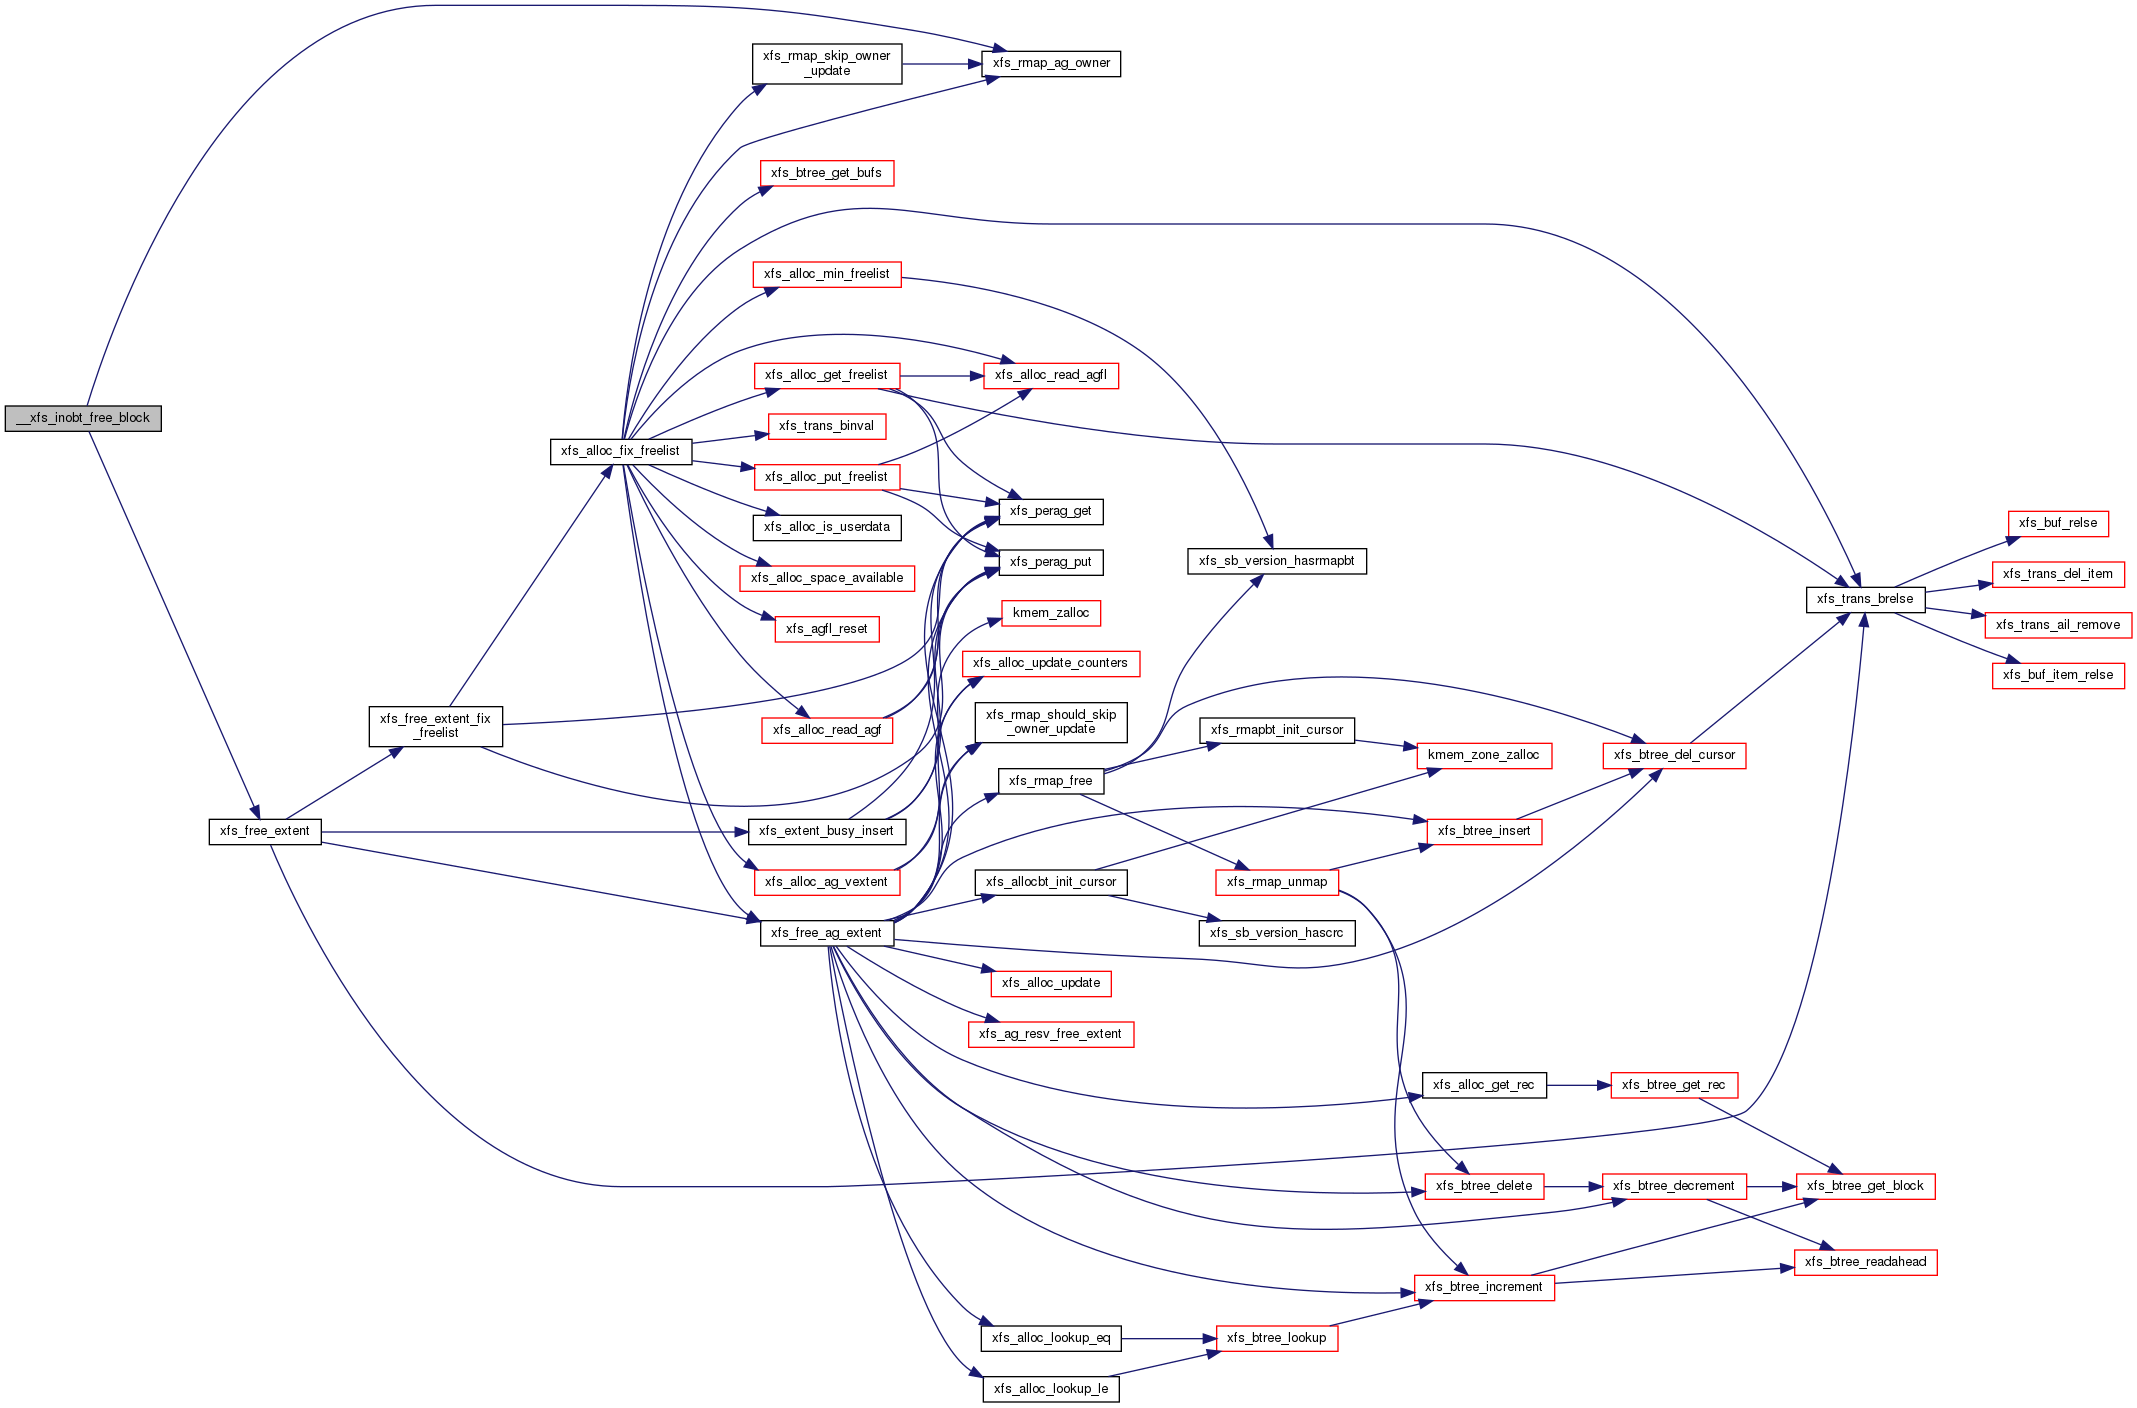 __xfs_inobt_free_block
xfs_free_extent
xfs_free_extent_fix
_freelist
xfs_alloc_fix_freelist
xfs_rmap_skip_owner
_update
xfs_btree_get_bufs
xfs_alloc_min_freelist
xfs_alloc_get_freelist
xfs_trans_binval
xfs_alloc_put_freelist
xfs_alloc_is_userdata
xfs_alloc_space_available
xfs_agfl_reset
xfs_alloc_read_agf
xfs_extent_busy_insert
xfs_alloc_ag_vextent
xfs_free_ag_extent
xfs_rmap_ag_owner
xfs_alloc_read_agfl
xfs_perag_get
xfs_perag_put
kmem_zalloc
xfs_alloc_update_counters
xfs_rmap_should_skip
_owner_update
xfs_rmap_free
xfs_allocbt_init_cursor
xfs_alloc_update
xfs_ag_resv_free_extent
xfs_alloc_lookup_eq
xfs_alloc_lookup_le
xfs_sb_version_hasrmapbt
xfs_rmapbt_init_cursor
xfs_rmap_unmap
xfs_sb_version_hascrc
xfs_btree_lookup
kmem_zone_zalloc
xfs_btree_insert
xfs_alloc_get_rec
xfs_btree_delete
xfs_btree_increment
xfs_btree_del_cursor
xfs_btree_get_rec
xfs_btree_decrement
xfs_trans_brelse
xfs_btree_get_block
xfs_btree_readahead
xfs_buf_relse
xfs_trans_del_item
xfs_trans_ail_remove
xfs_buf_item_relse